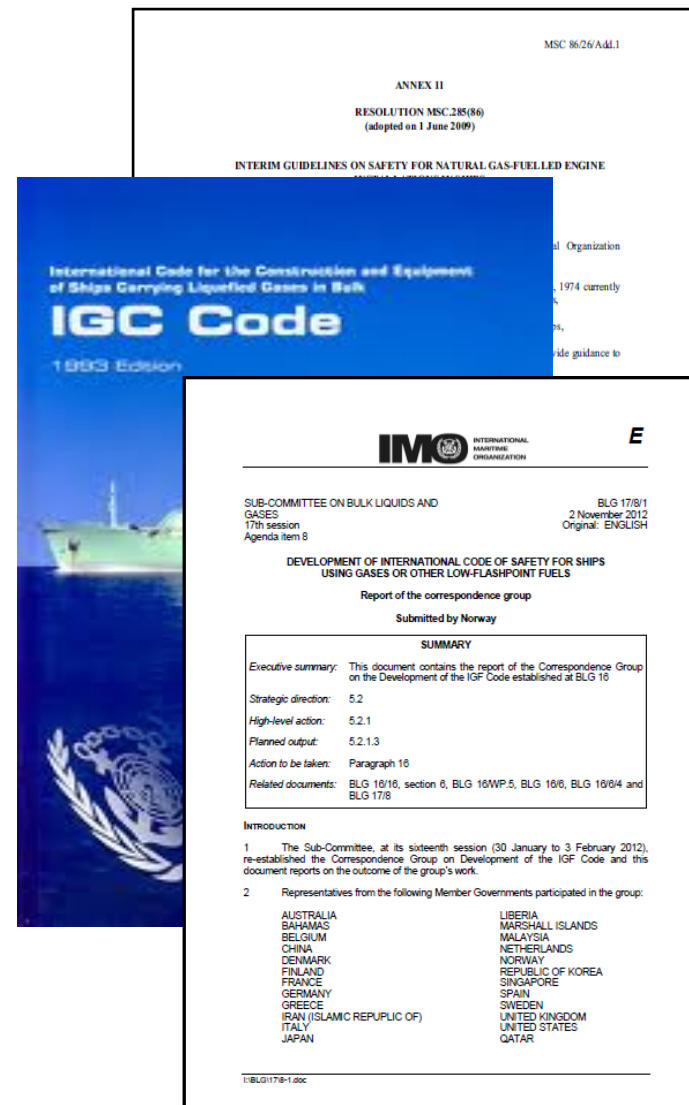 MSC 86/26/Add.1
ANNEX 11
RESOLUTION MSC.285(86)
(adopted on 1 June 2009)
INTERIM GUIDELINES ON SAFETY FOR NATURAL GAS-FUELLED ENGINE
al Organization
, 1974 currently
s,
ps,
vide guidance to
International Code for the Construction and Equipment
of Ships Carrying Liquefied Gases in Bulk
IGC Code
1993 Edition
IMO INTERNATIONAL
MARITIME
ORGANIZATION
E
SUB-COMMITTEE ON BULK LIQUIDS AND
GASES
17th session
Agenda item 8
BLG 17/8/1
2 November 2012
Original: ENGLISH
DEVELOPMENT OF INTERNATIONAL CODE OF SAFETY FOR SHIPS
USING GASES OR OTHER LOW-FLASHPOINT FUELS
Report of the correspondence group
Submitted by Norway
SUMMARY
Executive summary: This document contains the report of the Correspondence Group
on the Development of the IGF Code established at BLG 16
Strategic direction: 5.2
High-level action: 5.2.1
Planned output: 5.2.1.3
Action to be taken: Paragraph 16
Related documents: BLG 16/16, section 6, BLG 16/WP.5, BLG 16/6, BLG 16/6/4 and
BLG 17/8
INTRODUCTION
1 The Sub-Committee, at its sixteenth session (30 January to 3 February 2012),
re-established the Correspondence Group on Development of the IGF Code and this
document reports on the outcome of the group's work.
2 Representatives from the following Member Governments participated in the group:
AUSTRALIA
BAHAMAS
BELGIUM
CHINA
DENMARK
FINLAND
FRANCE
GERMANY
GREECE
IRAN (ISLAMIC REPUBLIC OF)
ITALY
JAPAN
LIBERIA
MARSHALL ISLANDS
MALAYSIA
NETHERLANDS
NORWAY
REPUBLIC OF KOREA
SINGAPORE
SPAIN
SWEDEN
UNITED KINGDOM
UNITED STATES
QATAR
I:\BLG\17\8-1.doc